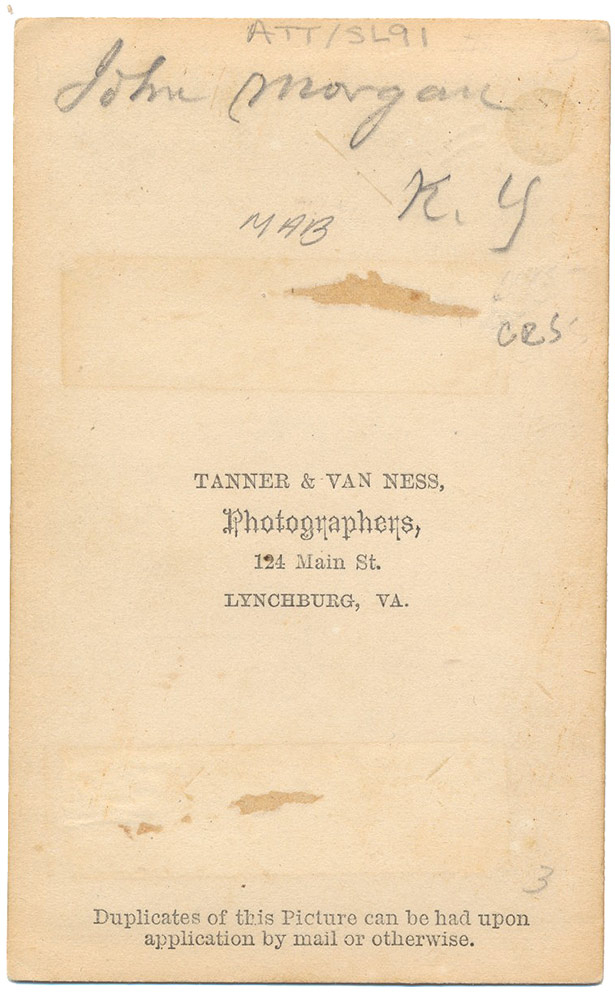 ATT/SL91
John Morgan
K. Y
MAB
CRS
TANNER & VAN NESS,
Photographers,
124 Main St.
LYNCHBURG, VA.
3
Duplicates of this Picture can be had upon
application by mail or otherwise.